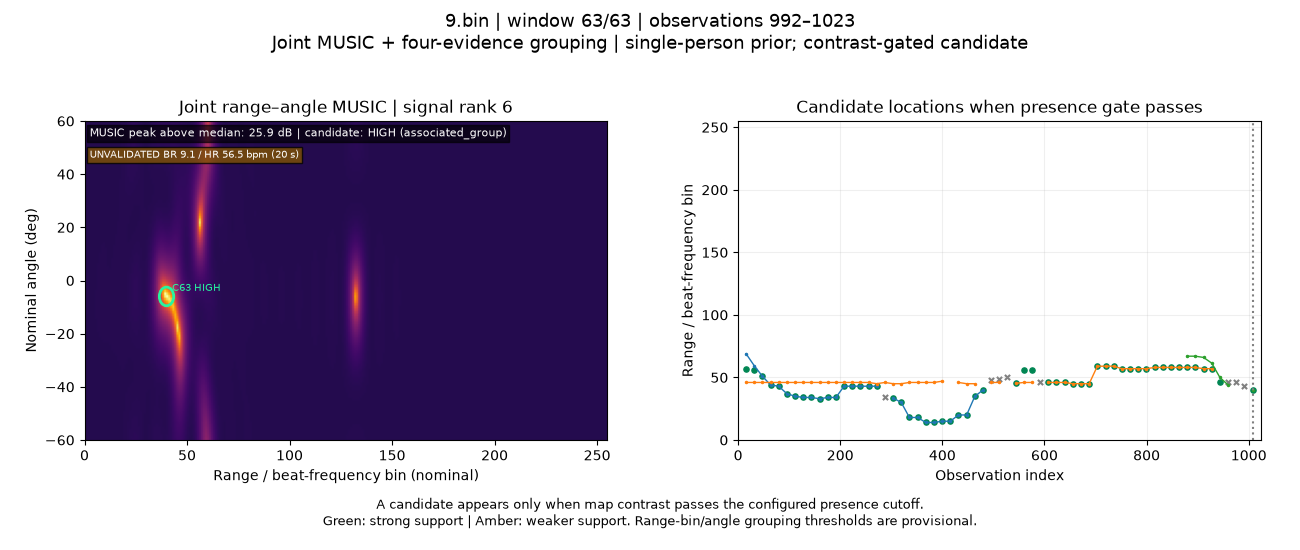 9.bin | window 63/63 | observations 992–1023
Joint MUSIC + four-evidence grouping | single-person prior; contrast-gated candidate
Joint range–angle MUSIC | signal rank 6
MUSIC peak above median: 25.9 dB | candidate: HIGH (associated_group)
UNVALIDATED BR 9.1 / HR 56.5 bpm (20 s)
C63 HIGH
60
40
20
0
−20
−40
−60
Nominal angle (deg)
0 50 100 150 200 250
Range / beat-frequency bin (nominal)
Candidate locations when presence gate passes
250
200
150
100
50
0
Range / beat-frequency bin
0 200 400 600 800 1000
Observation index
A candidate appears only when map contrast passes the configured presence cutoff.
Green: strong support | Amber: weaker support. Range-bin/angle grouping thresholds are provisional.